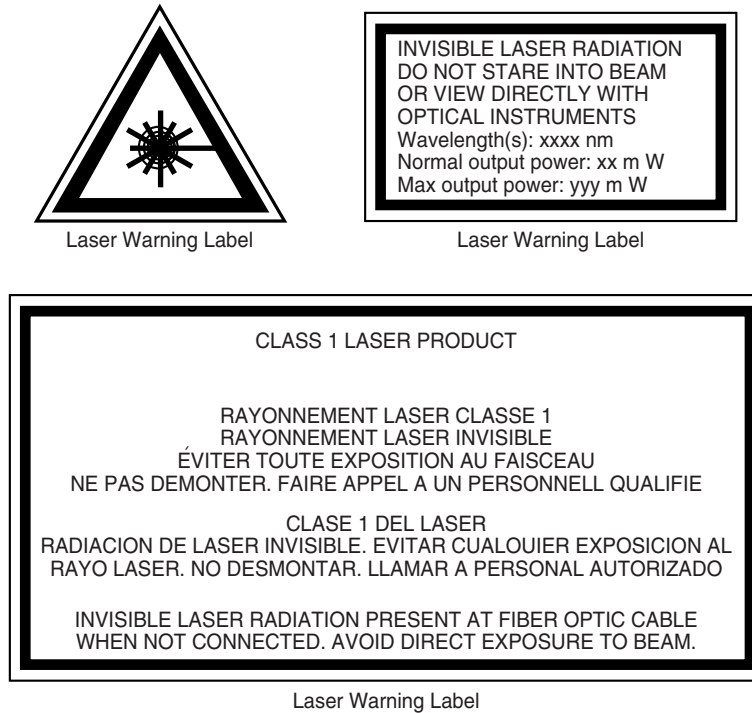 Laser Warning Label
INVISIBLE LASER RADIATION
DO NOT STARE INTO BEAM
OR VIEW DIRECTLY WITH
OPTICAL INSTRUMENTS
Wavelength(s): xxxx nm
Normal output power: xx m W
Max output power: yyy m W
Laser Warning Label
CLASS 1 LASER PRODUCT
RAYONNEMENT LASER CLASSE 1
RAYONNEMENT LASER INVISIBLE
ÉVITER TOUTE EXPOSITION AU FAISCEAU
NE PAS DEMONTER. FAIRE APPEL A UN PERSONNELL QUALIFIE
CLASE 1 DEL LASER
RADIACION DE LASER INVISIBLE. EVITAR CUALOUIER EXPOSICION AL
RAYO LASER. NO DESMONTAR. LLAMAR A PERSONAL AUTORIZADO
INVISIBLE LASER RADIATION PRESENT AT FIBER OPTIC CABLE
WHEN NOT CONNECTED. AVOID DIRECT EXPOSURE TO BEAM.
Laser Warning Label